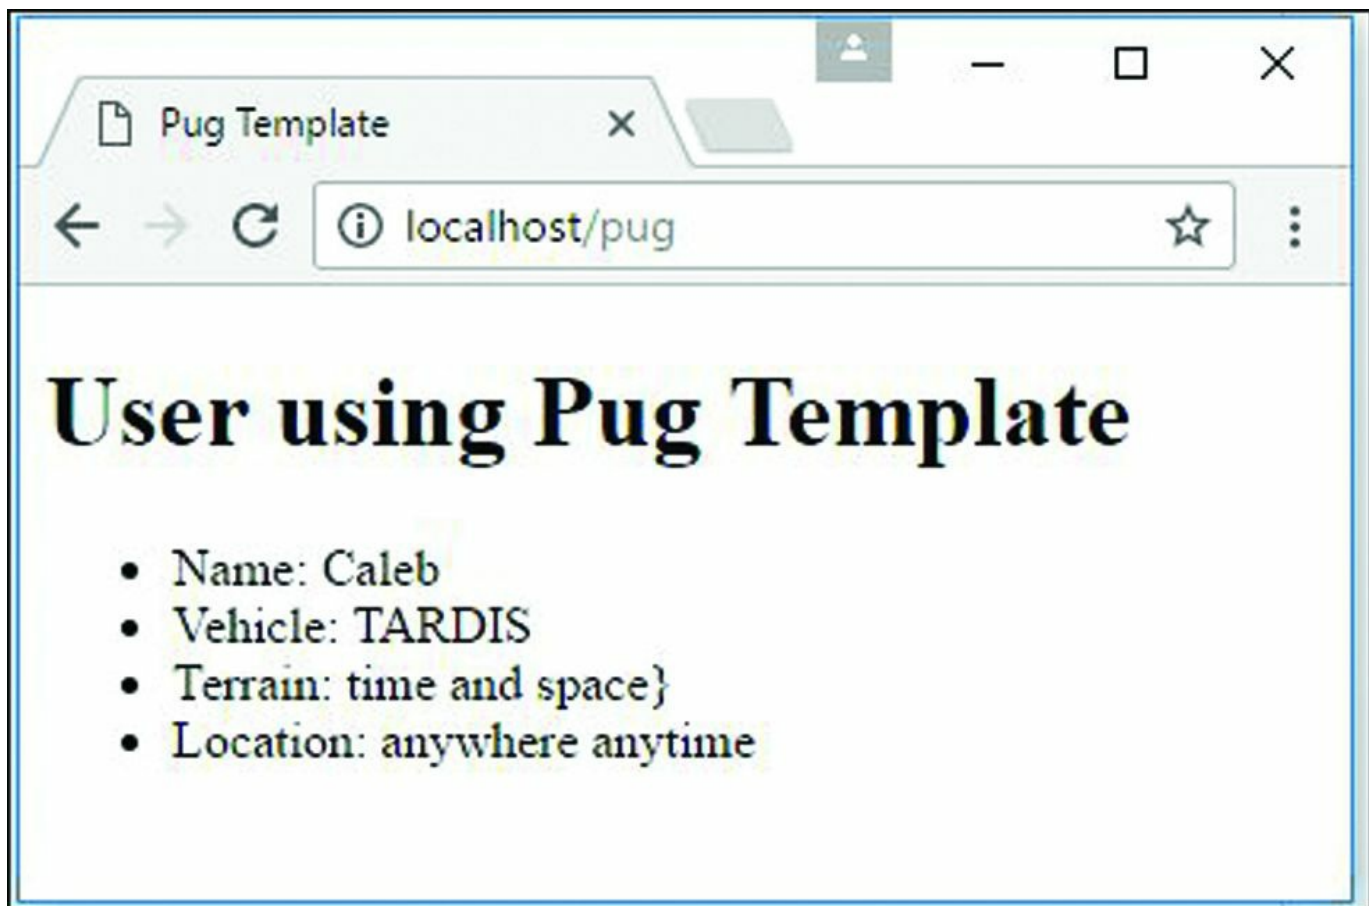 Pug Template
localhost/pug
User using Pug Template
• Name: Caleb
• Vehicle: TARDIS
• Terrain: time and space}
• Location: anywhere anytime